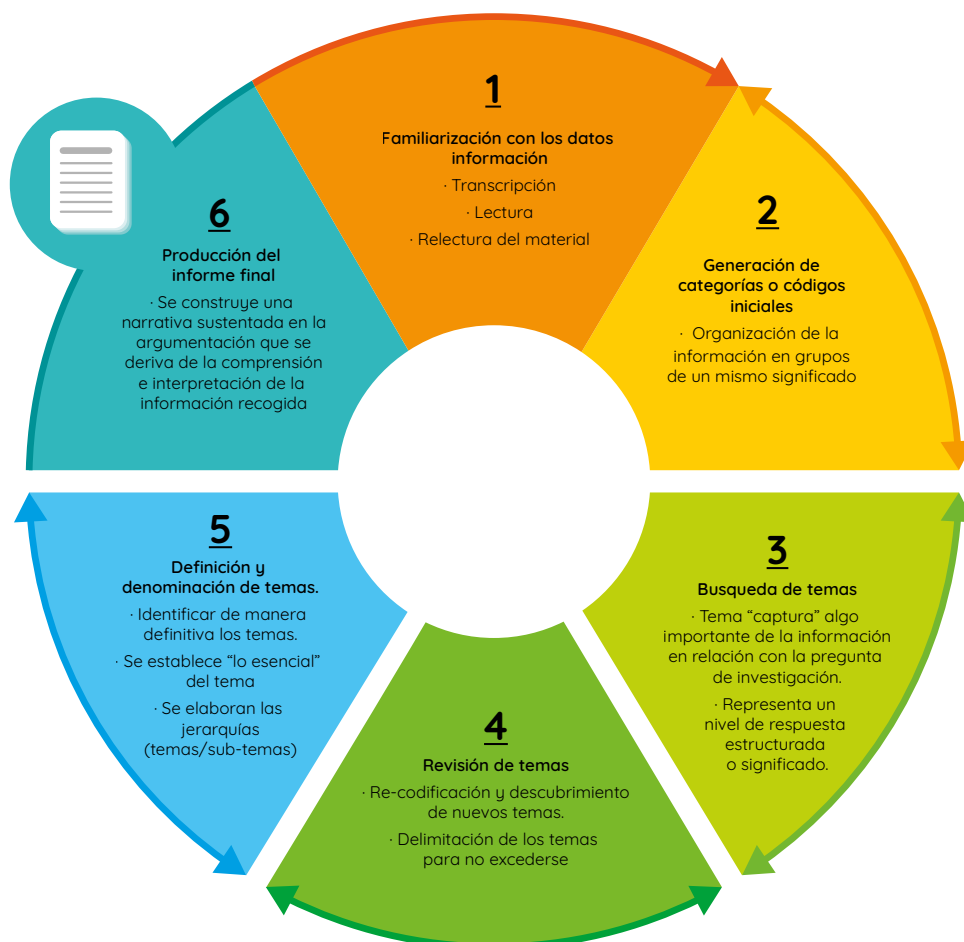 1
Familiarización con los datos
información
· Transcripción
· Lectura
· Relectura del material
2
Generación de
categorías o códigos
iniciales
· Organización de la
información en grupos
de un mismo significado
3
Busqueda de temas
· Tema “captura” algo
importante de la información
en relación con la pregunta
de investigación.
· Representa un
nivel de respuesta
estructurada
o significado.
4
Revisión de temas
· Re-codificación y descubrimiento
de nuevos temas.
· Delimitación de los temas
para no excederse
5
Definición y
denominación de temas.
· Identificar de manera
definitiva los temas.
· Se establece “lo esencial”
del tema
· Se elaboran las
jerarquías
(temas/sub-temas)
6
Producción del
informe final
· Se construye una
narrativa sustentada en la
argumentación que se
deriva de la comprensión
e interpretación de la
información recogida